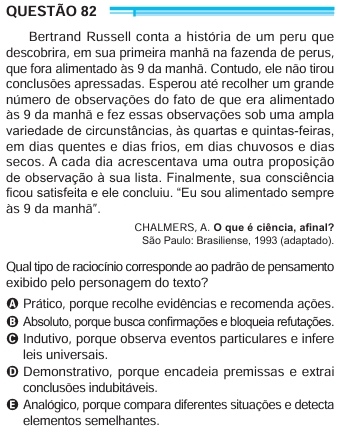 QUESTÃO 82
Bertrand Russell conta a história de um peru que
descobrira, em sua primeira manhã na fazenda de perus,
que fora alimentado às 9 da manhã. Contudo, ele não tirou
conclusões apressadas. Esperou até recolher um grande
número de observações do fato de que era alimentado
às 9 da manhã e fez essas observações sob uma ampla
variedade de circunstâncias, às quartas e quintas-feiras,
em dias quentes e dias frios, em dias chuvosos e dias
secos. A cada dia acrescentava uma outra proposição
de observação à sua lista. Finalmente, sua consciência
ficou satisfeita e ele concluiu. “Eu sou alimentado sempre
às 9 da manhã”.
CHALMERS, A. O que é ciência, afinal?
São Paulo: Brasiliense, 1993 (adaptado).
Qual tipo de raciocínio corresponde ao padrão de pensamento
exibido pelo personagem do texto?
A Prático, porque recolhe evidências e recomenda ações.
B Absoluto, porque busca confirmações e bloqueia refutações.
C Indutivo, porque observa eventos particulares e infere
leis universais.
D Demonstrativo, porque encadeia premissas e extrai
conclusões indubitáveis.
E Analógico, porque compara diferentes situações e detecta
elementos semelhantes.